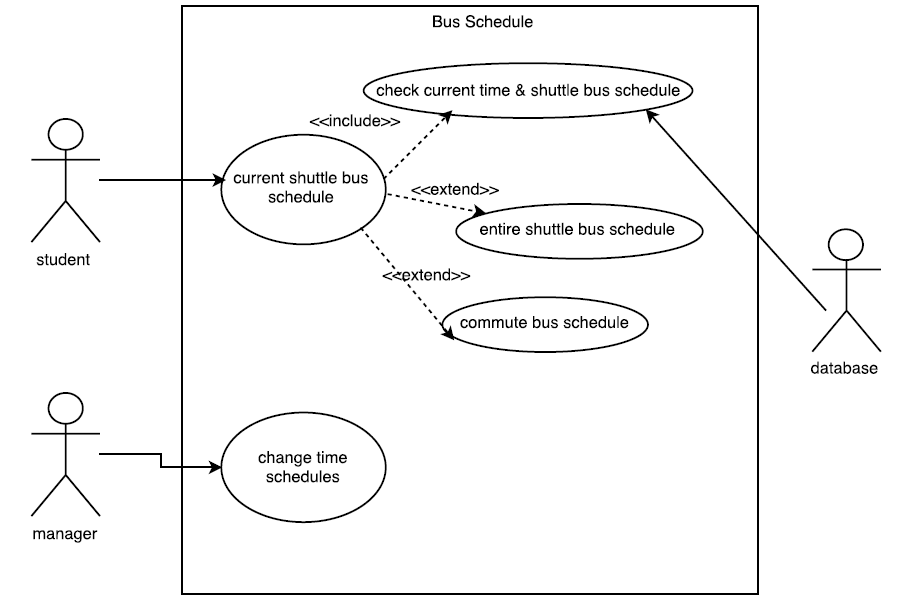 Bus Schedule
check current time & shuttle bus schedule
<<include>>
current shuttle bus
schedule
<<extend>>
entire shuttle bus schedule
student
<<extend>>
commute bus schedule
database
change time
schedules
manager